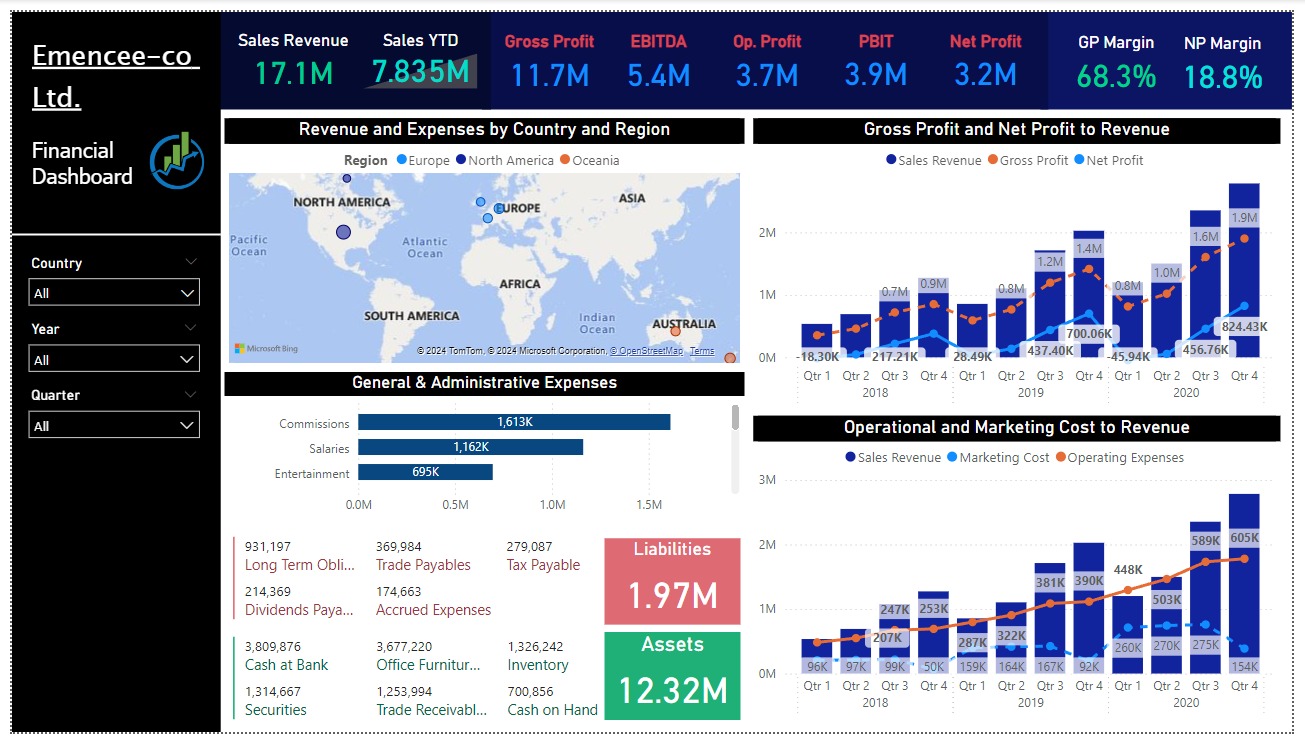 Emencee-co
Ltd.
Financial
Dashboard
Country
All
Year
All
Quarter
All
Sales Revenue
17.1M
Sales YTD
7.835M
Gross Profit
11.7M
EBITDA
5.4M
Op. Profit
3.7M
PBIT
3.9M
Net Profit
3.2M
GP Margin
68.3%
NP Margin
18.8%
Revenue and Expenses by Country and Region
Region Europe North America Oceania
NORTH AMERICA
EUROPE
ASIA
Pacific
Ocean
Atlantic
Ocean
AFRICA
SOUTH AMERICA
Indian
Ocean
AUSTRALIA
Microsoft Bing
© 2024 TomTom, © 2024 Microsoft Corporation, © OpenStreetMap Terms
General & Administrative Expenses
Commissions 1,613K
Salaries 1,162K
Entertainment 695K
0.0M 0.5M 1.0M 1.5M
931,197 369,984 279,087
Long Term Obli... Trade Payables Tax Payable
214,369 174,663
Dividends Paya... Accrued Expenses
Liabilities
1.97M
3,809,876 3,677,220 1,326,242
Cash at Bank Office Furnitur... Inventory
1,314,667 1,253,994 700,856
Securities Trade Receivabl... Cash on Hand
Assets
12.32M
Gross Profit and Net Profit to Revenue
Sales Revenue Gross Profit Net Profit
2M
1M
0M
0.7M 0.9M 0.8M 1.2M 1.4M 0.8M 1.0M 1.6M 1.9M
-18.30K 217.21K 28.49K 437.40K 700.06K -45.94K 456.76K 824.43K
Qtr 1 Qtr 2 Qtr 3 Qtr 4 Qtr 1 Qtr 2 Qtr 3 Qtr 4 Qtr 1 Qtr 2 Qtr 3 Qtr 4
2018 2019 2020
Operational and Marketing Cost to Revenue
Sales Revenue Marketing Cost Operating Expenses
3M
2M
1M
0M
207K 247K 253K 287K 322K 381K 390K 448K 503K 589K 605K
96K 97K 99K 50K 159K 164K 167K 92K 260K 270K 275K 154K
Qtr 1 Qtr 2 Qtr 3 Qtr 4 Qtr 1 Qtr 2 Qtr 3 Qtr 4 Qtr 1 Qtr 2 Qtr 3 Qtr 4
2018 2019 2020